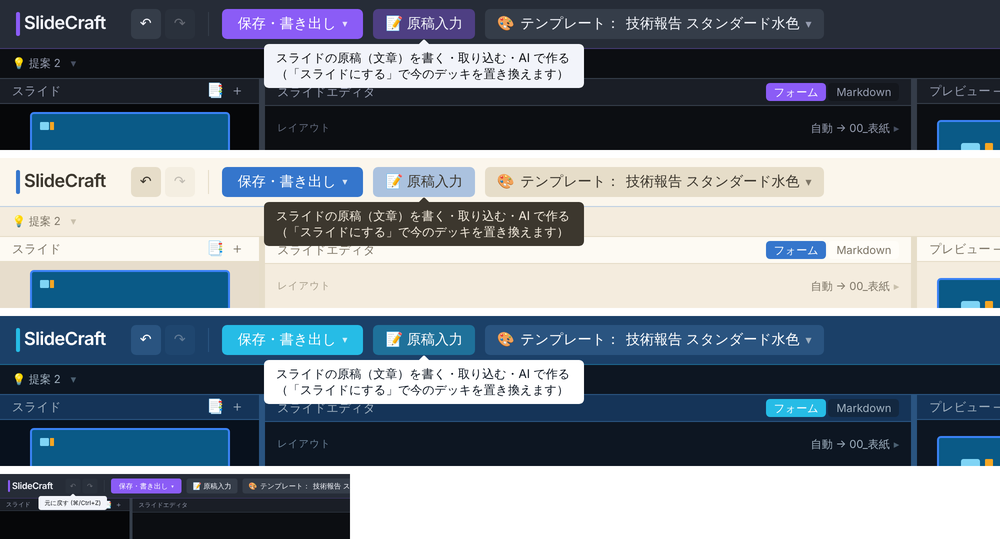 SlideCraft ↶ ↷ 保存・書き出し ▾ 📝 原稿入力 🎨 テンプレート： 技術報告 スタンダード水色 ▾
スライドの原稿（文章）を書く・取り込む・AI で作る
（「スライドにする」で今のデッキを置き換えます）
💡 提案 2 ▾
スライド 📑 + スライドエディタ フォーム Markdown プレビュー
レイアウト 自動 → 00_表紙 ▸
SlideCraft ↶ ↷ 保存・書き出し ▾ 📝 原稿入力 🎨 テンプレート： 技術報告 スタンダード水色 ▾
スライドの原稿（文章）を書く・取り込む・AI で作る
（「スライドにする」で今のデッキを置き換えます）
💡 提案 2 ▾
スライド 📑 + スライドエディタ フォーム Markdown プレビュー
レイアウト 自動 → 00_表紙 ▸
SlideCraft ↶ ↷ 保存・書き出し ▾ 📝 原稿入力 🎨 テンプレート： 技術報告 スタンダード水色 ▾
スライドの原稿（文章）を書く・取り込む・AI で作る
（「スライドにする」で今のデッキを置き換えます）
💡 提案 2 ▾
スライド 📑 + スライドエディタ フォーム Markdown プレビュー
レイアウト 自動 → 00_表紙 ▸
SlideCraft ↶ ↷ 保存・書き出し ▾ 📝 原稿入力 🎨 テンプレート： 技術報告 ス
元に戻す (⌘/Ctrl+Z)
スライド + スライドエディタ